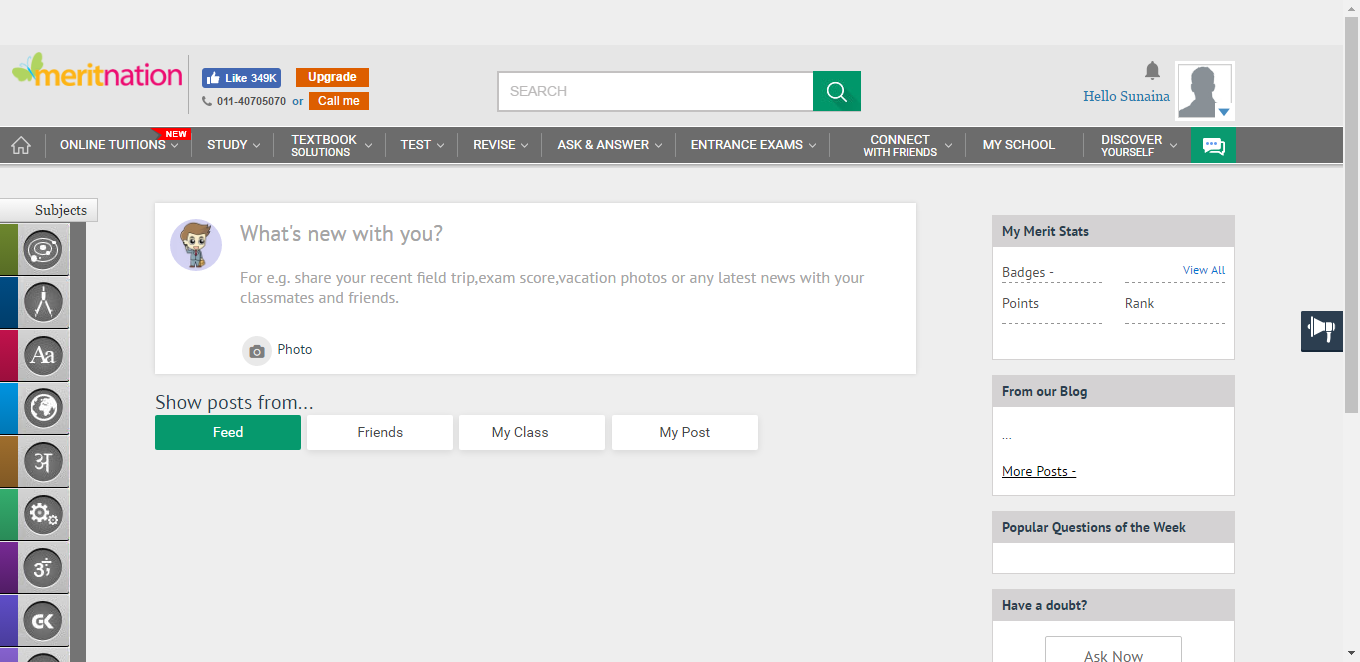 meritnation
Like 349K
Upgrade
011-40705070 or
Call me
SEARCH
Hello Sunaina
NEW
ONLINE TUITIONS
STUDY
TEXTBOOK
SOLUTIONS
TEST
REVISE
ASK & ANSWER
ENTRANCE EXAMS
CONNECT
WITH FRIENDS
MY SCHOOL
DISCOVER
YOURSELF
Subjects
Aa
अ
ॐ
GK
What's new with you?
For e.g. share your recent field trip,exam score,vacation photos or any latest news with your
classmates and friends.
Photo
Show posts from...
Feed
Friends
My Class
My Post
My Merit Stats
Badges -
View All
Points
Rank
From our Blog
...
More Posts -
Popular Questions of the Week
Have a doubt?
Ask Now